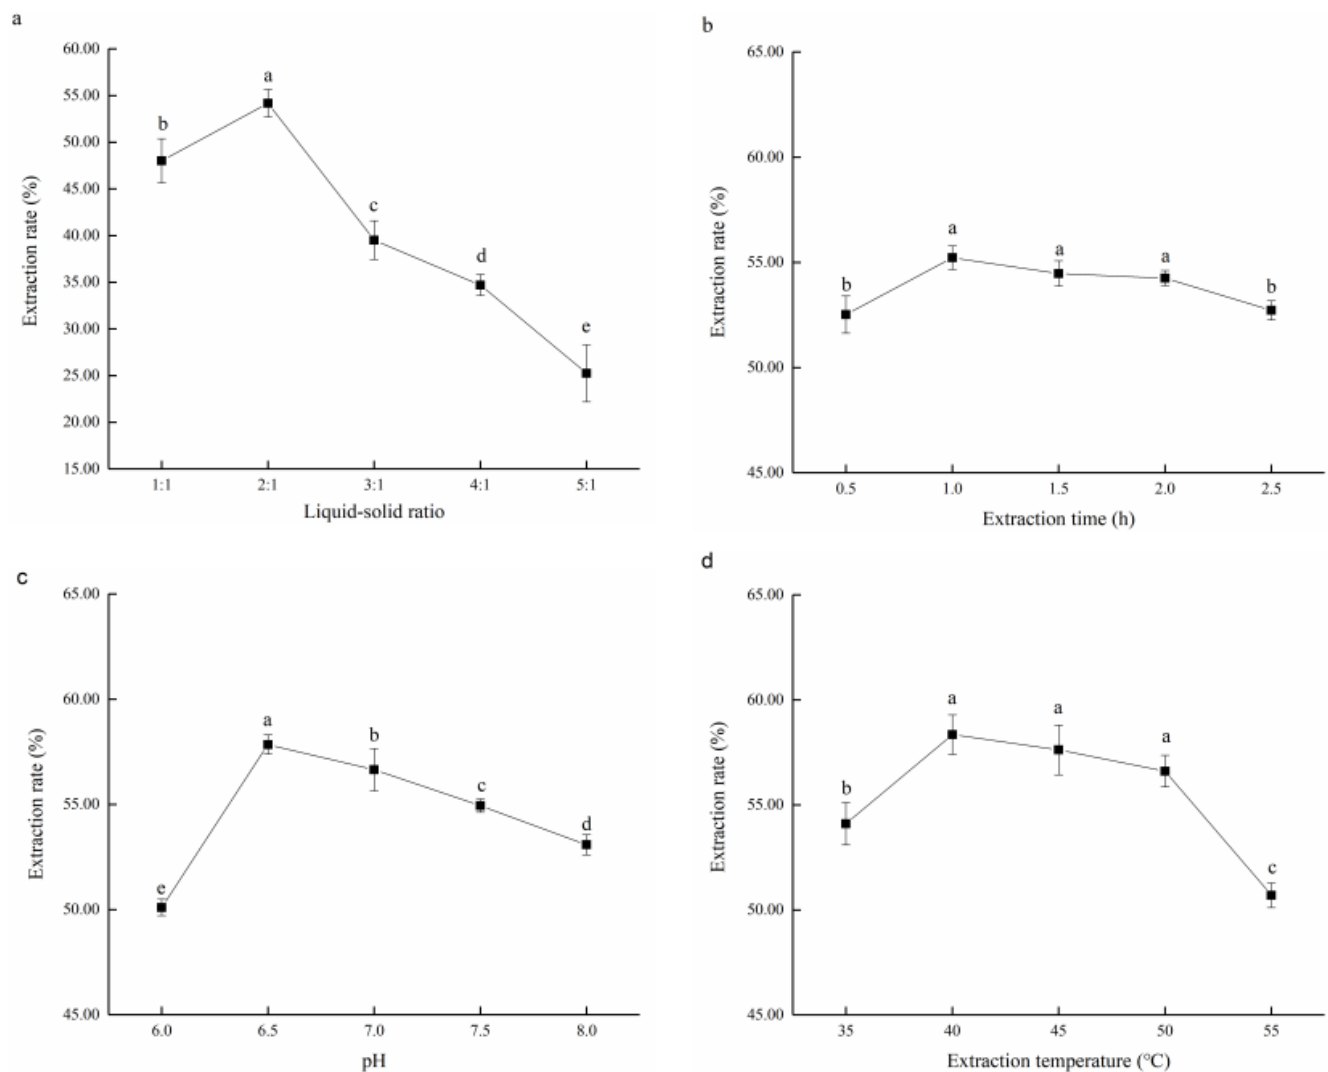 a
60.00
55.00
50.00
45.00
40.00
35.00
30.00
25.00
20.00
15.00
Extraction rate (%)
b
a
c
d
e
1:1 2:1 3:1 4:1 5:1
Liquid-solid ratio
b
65.00
60.00
55.00
50.00
45.00
Extraction rate (%)
b
a
a
a
b
0.5 1.0 1.5 2.0 2.5
Extraction time (h)
c
65.00
60.00
55.00
50.00
45.00
Extraction rate (%)
e
a
b
c
d
6.0 6.5 7.0 7.5 8.0
pH
d
65.00
60.00
55.00
50.00
45.00
Extraction rate (%)
b
a
a
a
c
35 40 45 50 55
Extraction temperature (°C)